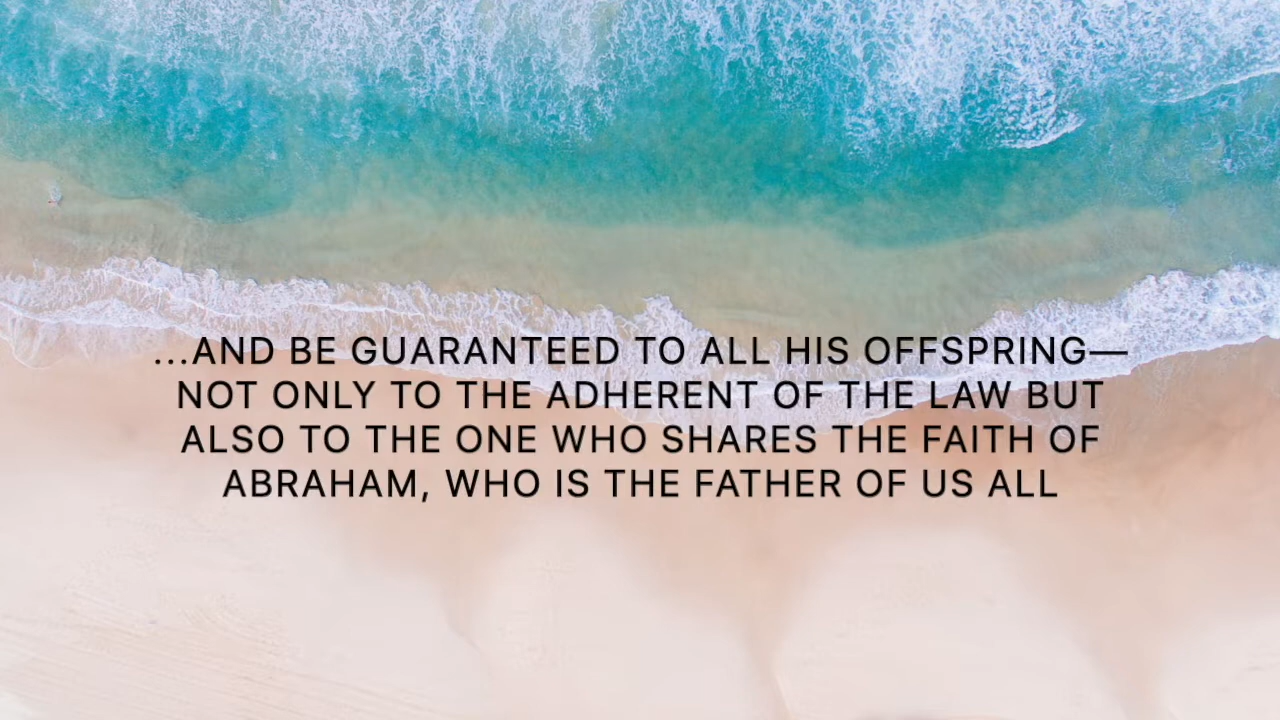 ...AND BE GUARANTEED TO ALL HIS OFFSPRING—
NOT ONLY TO THE ADHERENT OF THE LAW BUT
ALSO TO THE ONE WHO SHARES THE FAITH OF
ABRAHAM, WHO IS THE FATHER OF US ALL